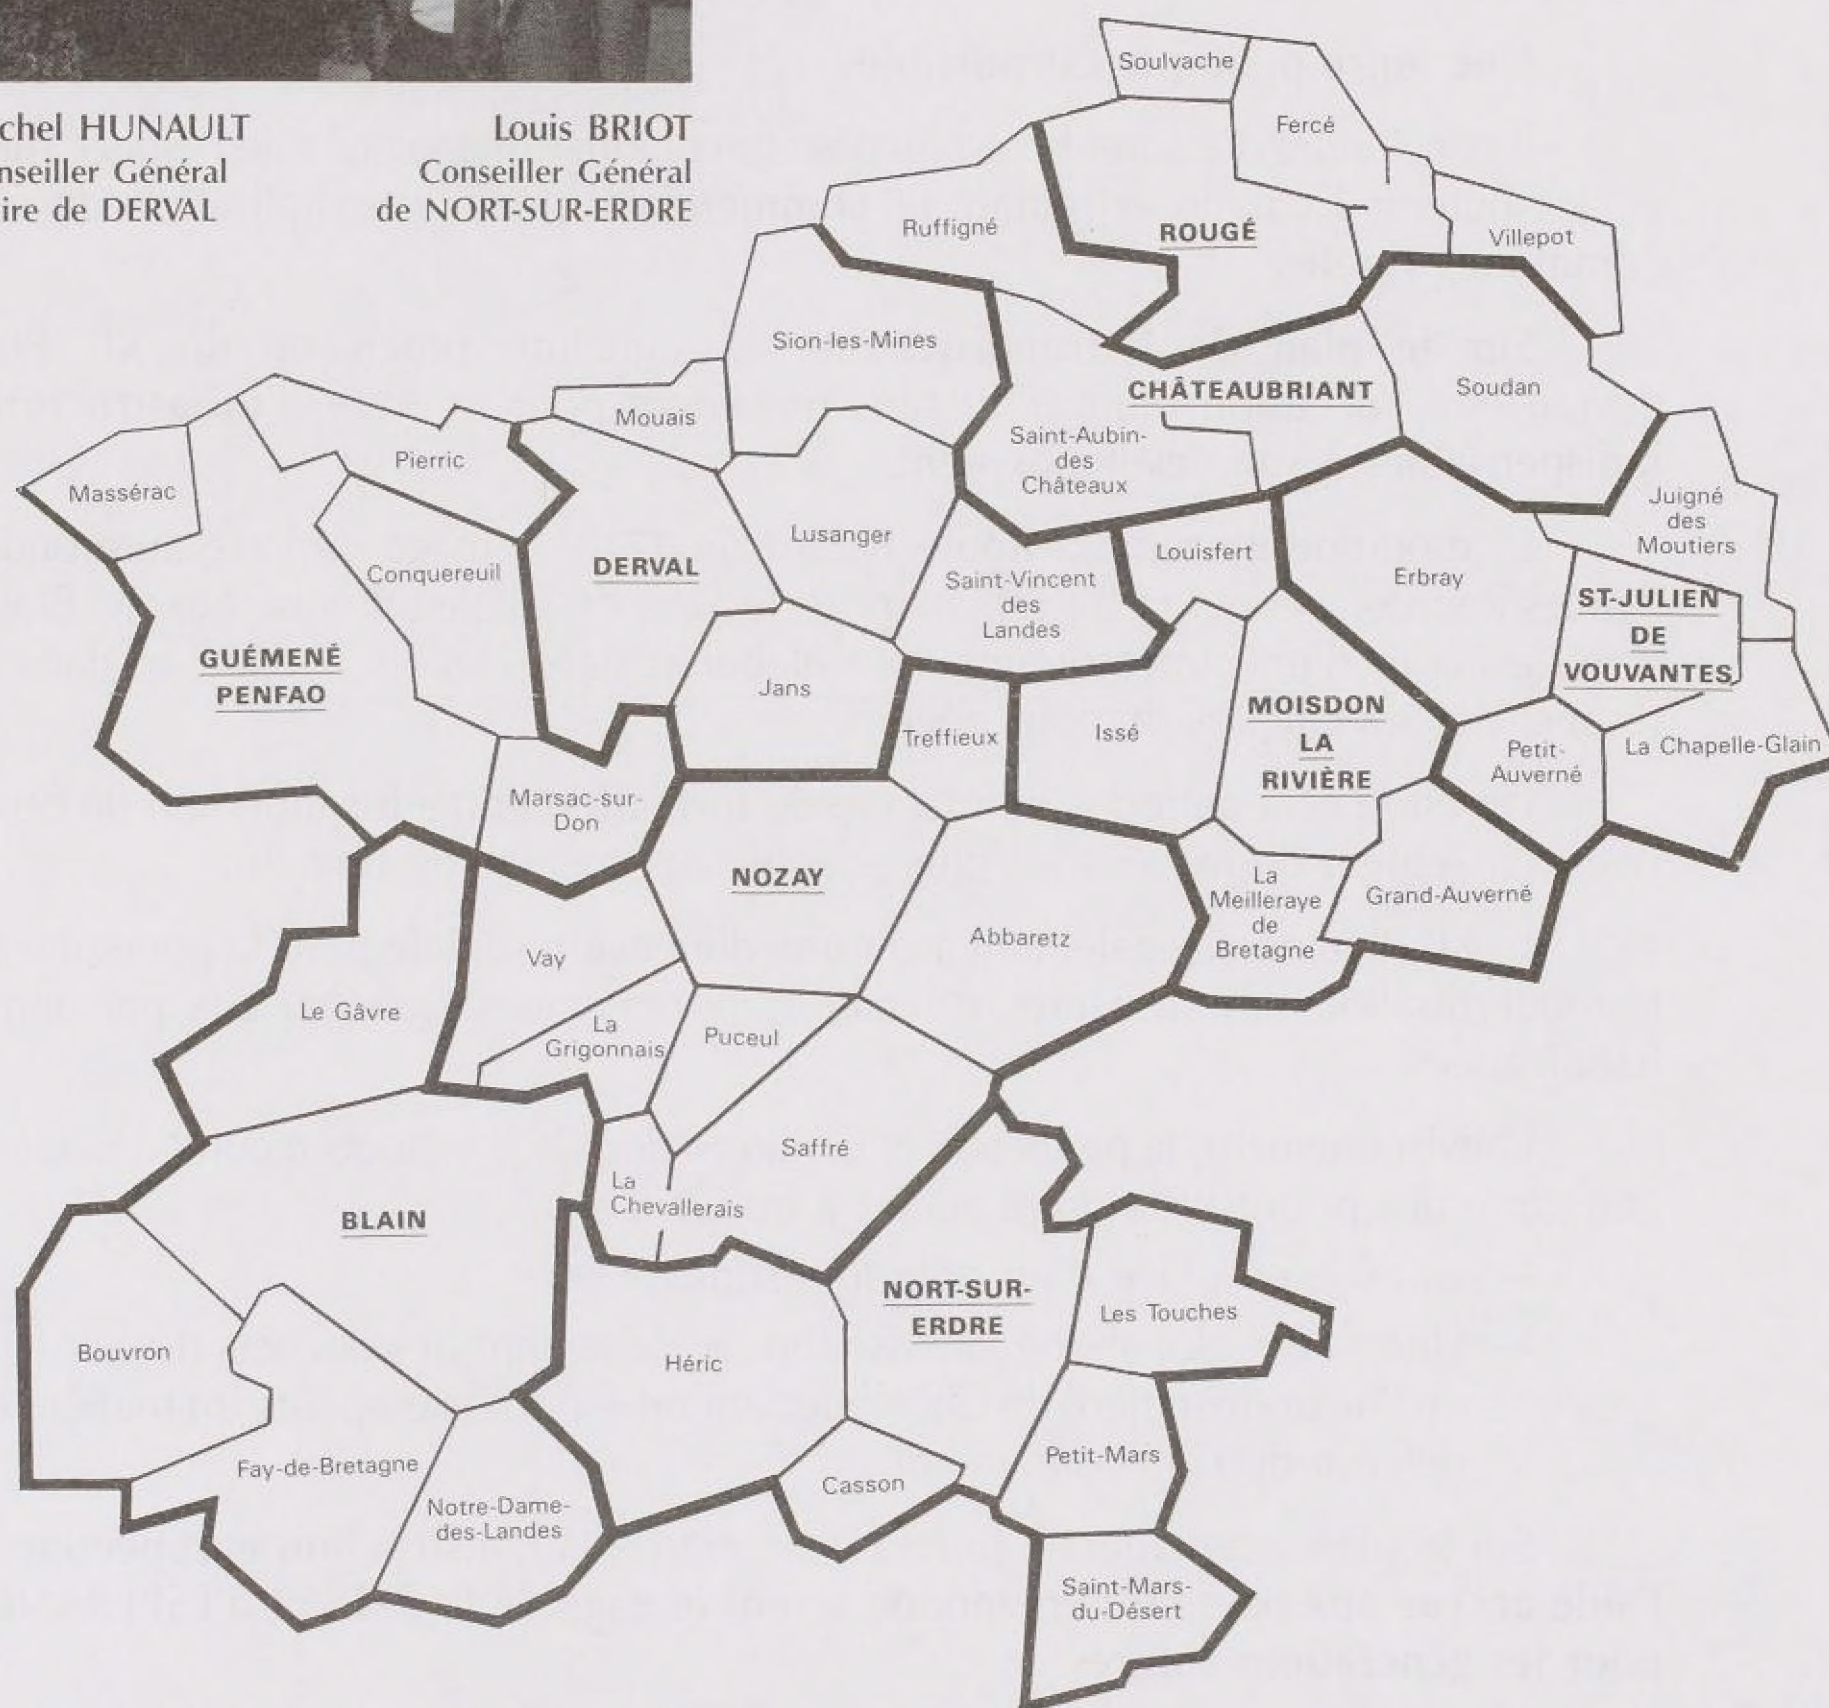 chel HUNAULT
nseiller Général
ire de DERVAL
Louis BRIOT
Conseiller Général
de NORT-SUR-ERDRE
Soulvache
Fercé
Ruffigné
ROUGÉ
Villepot
Sion-les-Mines
CHÂTEAUBRIANT
Soudan
Mouais
Saint-Aubin-
des
Châteaux
Pierric
Massérac
Juigné
des
Moutiers
Lusanger
Louisfert
Conquereuil
DERVAL
Saint-Vincent
des
Landes
Erbray
ST-JULIEN
DE
VOUVANTES
GUÉMENÉ
PENFAO
Jans
Treffieux
Issé
MOISDON
LA
RIVIÈRE
Petit-
Auverné
La Chapelle-Glain
Marsac-sur-
Don
NOZAY
La
Meilleraye
de
Bretagne
Grand-Auverné
Abbaretz
Vay
Le Gâvre
La
Grigonnais
Puceul
Saffré
La
Chevallerais
BLAIN
NORT-SUR-
ERDRE
Les Touches
Bouvron
Héric
Fay-de-Bretagne
Petit-Mars
Casson
Notre-Dame-
des-Landes
Saint-Mars-
du-Désert